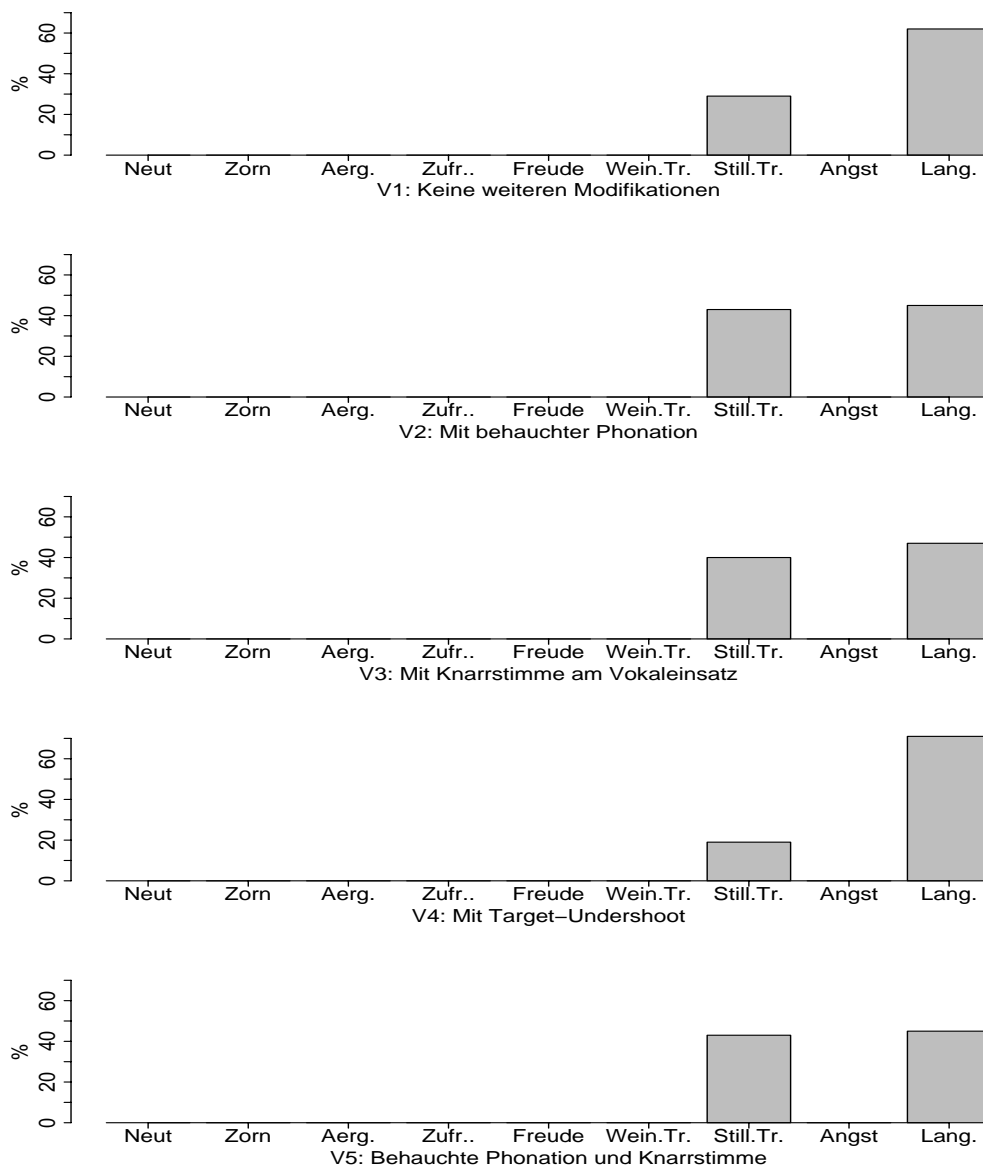 %
60
40
20
0
Neut Zorn Aerg. Zufr.. Freude Wein.Tr. Still.Tr. Angst Lang.
V1: Keine weiteren Modifikationen
%
60
40
20
0
Neut Zorn Aerg. Zufr.. Freude Wein.Tr. Still.Tr. Angst Lang.
V2: Mit behauchter Phonation
%
60
40
20
0
Neut Zorn Aerg. Zufr.. Freude Wein.Tr. Still.Tr. Angst Lang.
V3: Mit Knarrstimme am Vokaleinsatz
%
60
40
20
0
Neut Zorn Aerg. Zufr.. Freude Wein.Tr. Still.Tr. Angst Lang.
V4: Mit Target−Undershoot
%
60
40
20
0
Neut Zorn Aerg. Zufr.. Freude Wein.Tr. Still.Tr. Angst Lang.
V5: Behauchte Phonation und Knarrstimme